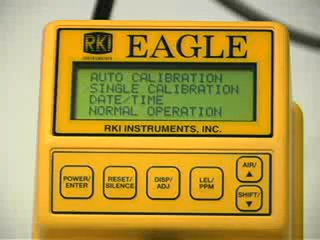 RKI EAGLE
INSTRUMENTS
AUTO CALIBRATION
SINGLE CALIBRATION
DATE/TIME
NORMAL OPERATION
RKI INSTRUMENTS, INC.
POWER/
ENTER
RESET/
SILENCE
DISP/
ADJ
LEL/
PPM
AIR/
▲
SHIFT/
▼